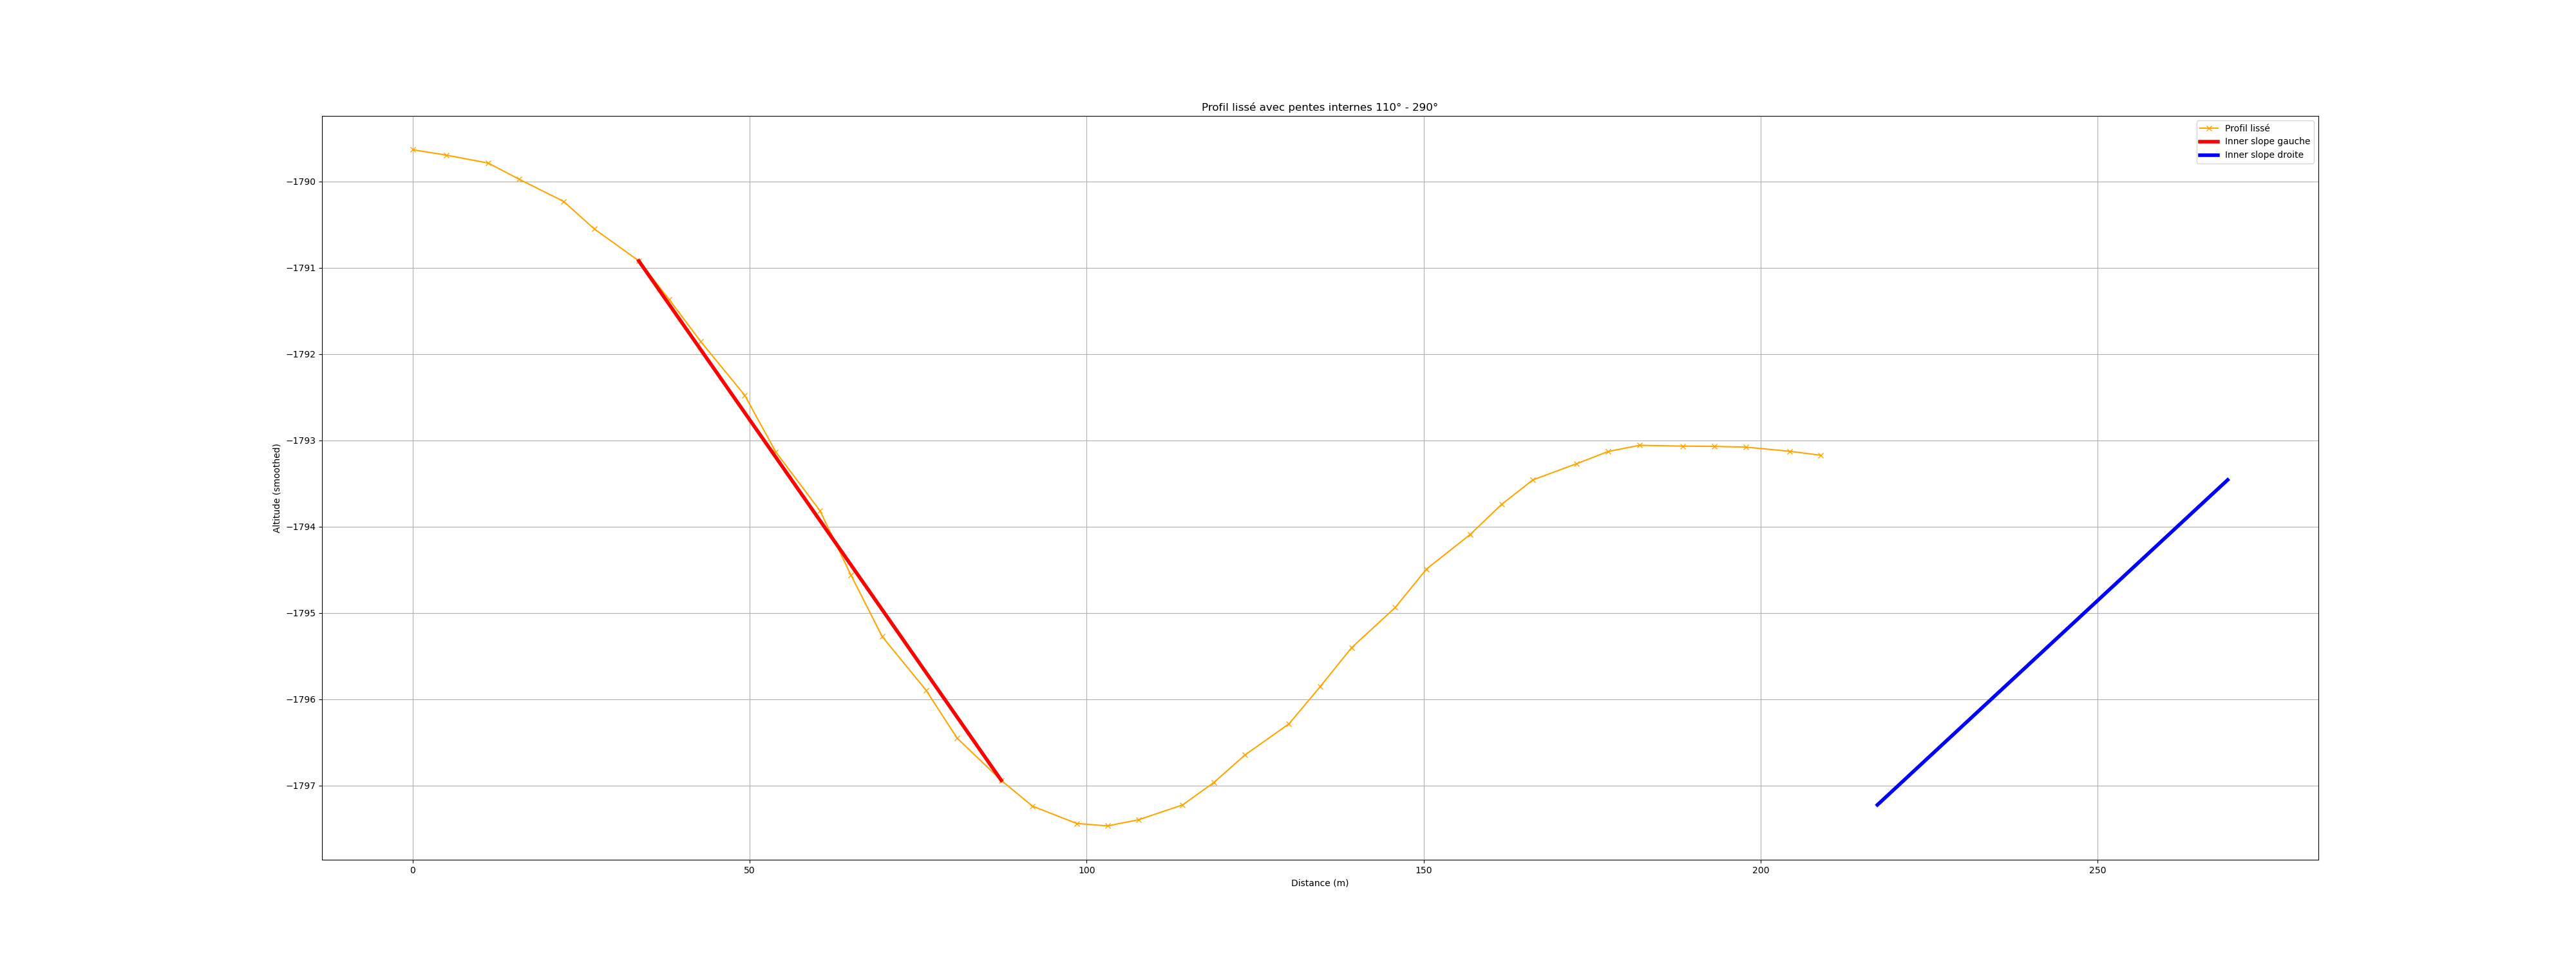 Profil lissé avec pentes internes 110° - 290°
Profil lissé
Inner slope gauche
Inner slope droite
Altitude (smoothed)
−1790
−1791
−1792
−1793
−1794
−1795
−1796
−1797
0
50
100
150
200
250
Distance (m)